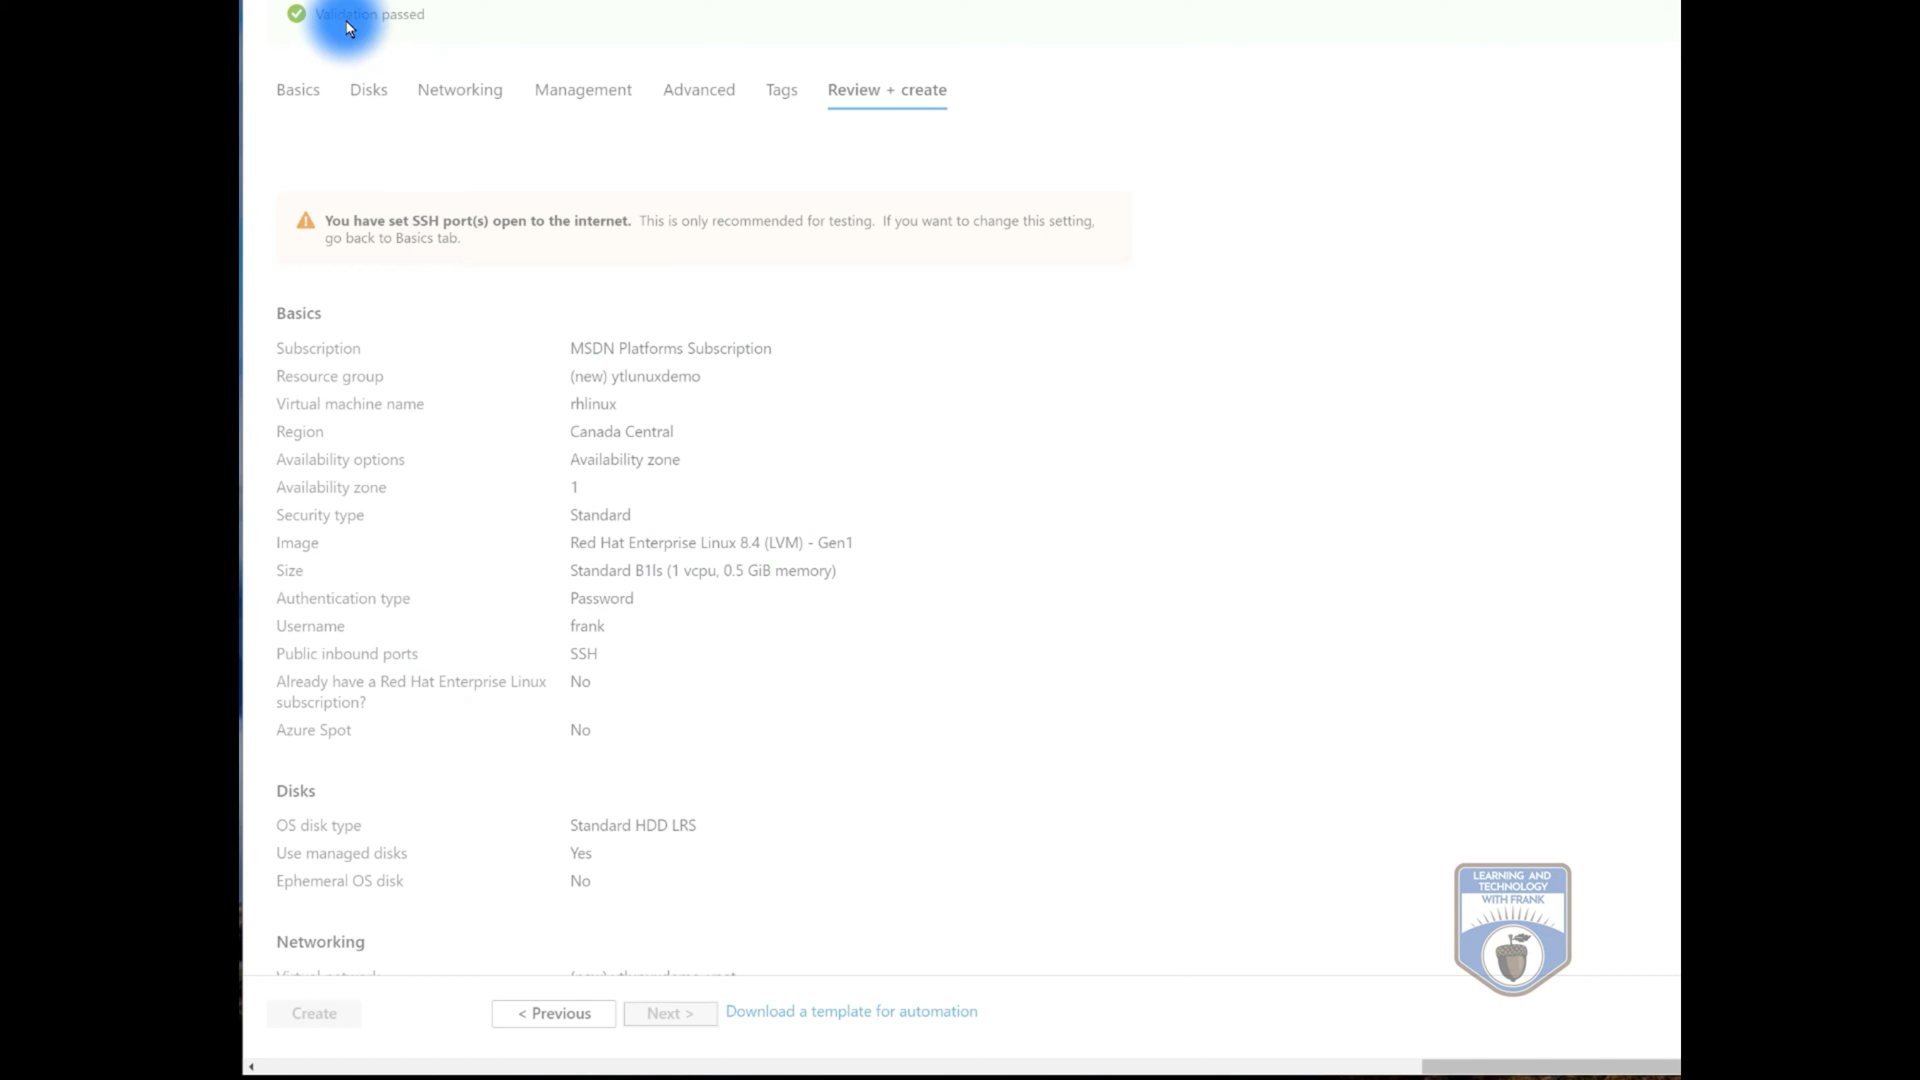 Validation passed
Basics Disks Networking Management Advanced Tags Review + create
You have set SSH port(s) open to the internet. This is only recommended for testing. If you want to change this setting,
go back to Basics tab.
Basics
Subscription MSDN Platforms Subscription
Resource group (new) ytlunuxdemo
Virtual machine name rhlinux
Region Canada Central
Availability options Availability zone
Availability zone 1
Security type Standard
Image Red Hat Enterprise Linux 8.4 (LVM) - Gen1
Size Standard B1ls (1 vcpu, 0.5 GiB memory)
Authentication type Password
Username frank
Public inbound ports SSH
Already have a Red Hat Enterprise Linux No
subscription?
Azure Spot No
Disks
OS disk type Standard HDD LRS
Use managed disks Yes
Ephemeral OS disk No
LEARNING AND
TECHNOLOGY
WITH FRANK
Networking
Virtual network (new) ytlunuxdemo-vnet
Create < Previous Next > Download a template for automation